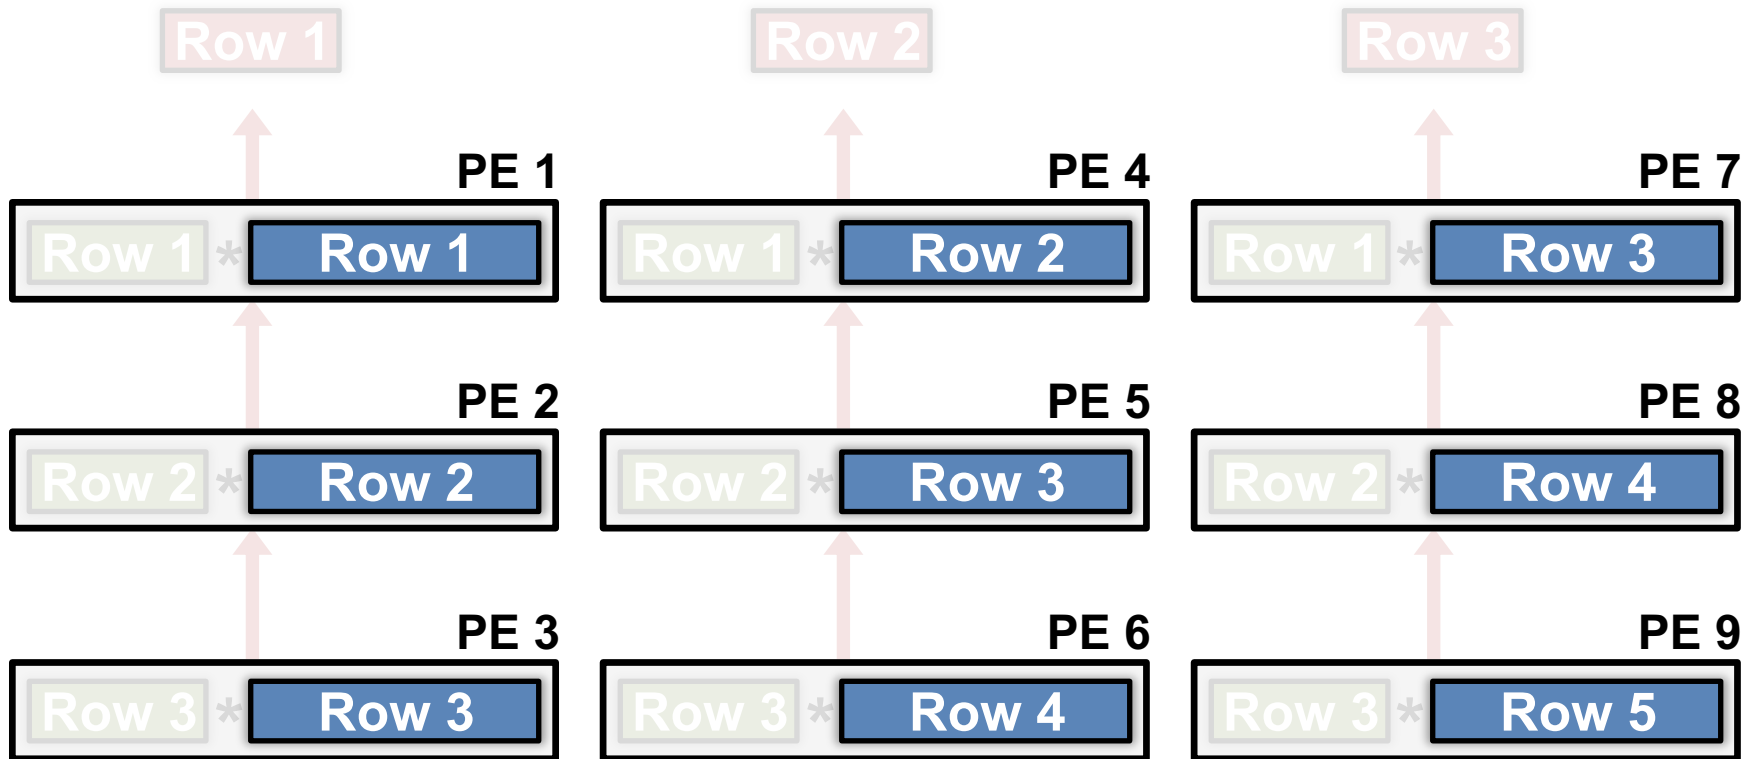 Row 1 Row 2 Row 3
PE 1 PE 4 PE 7
Row 1 * Row 1 Row 1 * Row 2 Row 1 * Row 3
PE 2 PE 5 PE 8
Row 2 * Row 2 Row 2 * Row 3 Row 2 * Row 4
PE 3 PE 6 PE 9
Row 3 * Row 3 Row 3 * Row 4 Row 3 * Row 5